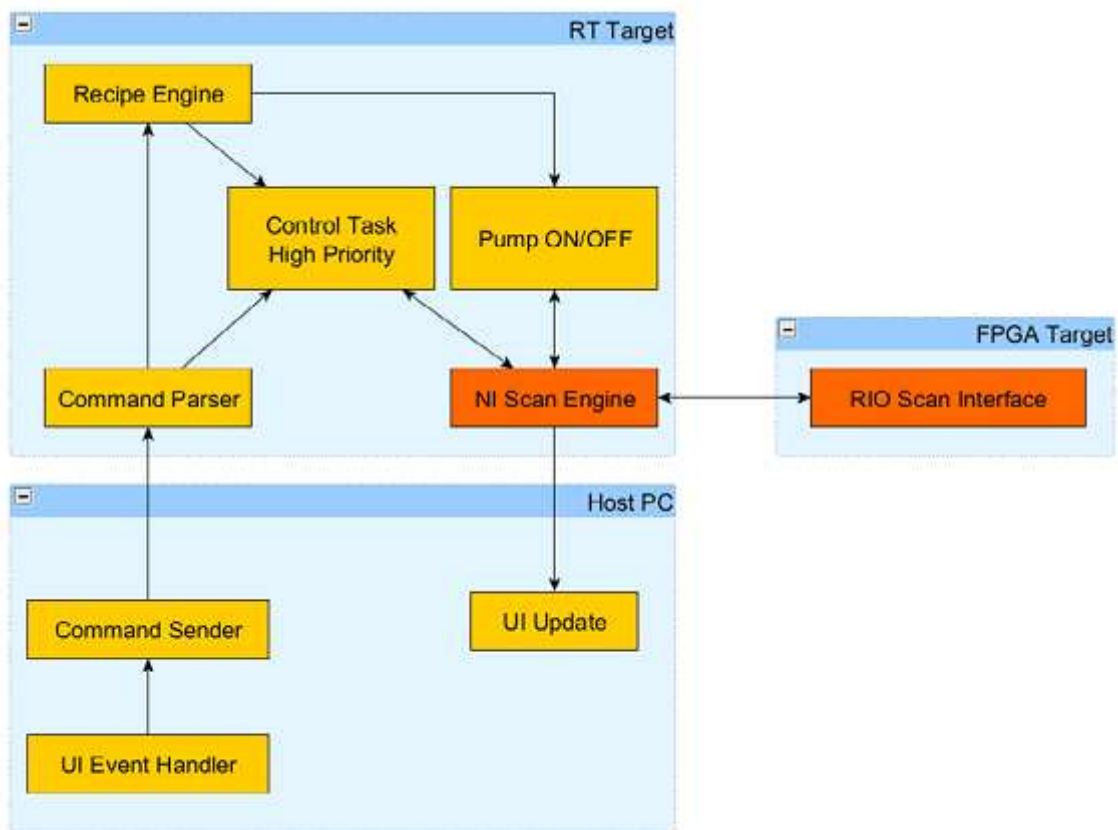 RT Target
Recipe Engine
Control Task
High Priority
Pump ON/OFF
FPGA Target
Command Parser
NI Scan Engine
RIO Scan Interface
Host PC
Command Sender
UI Update
UI Event Handler